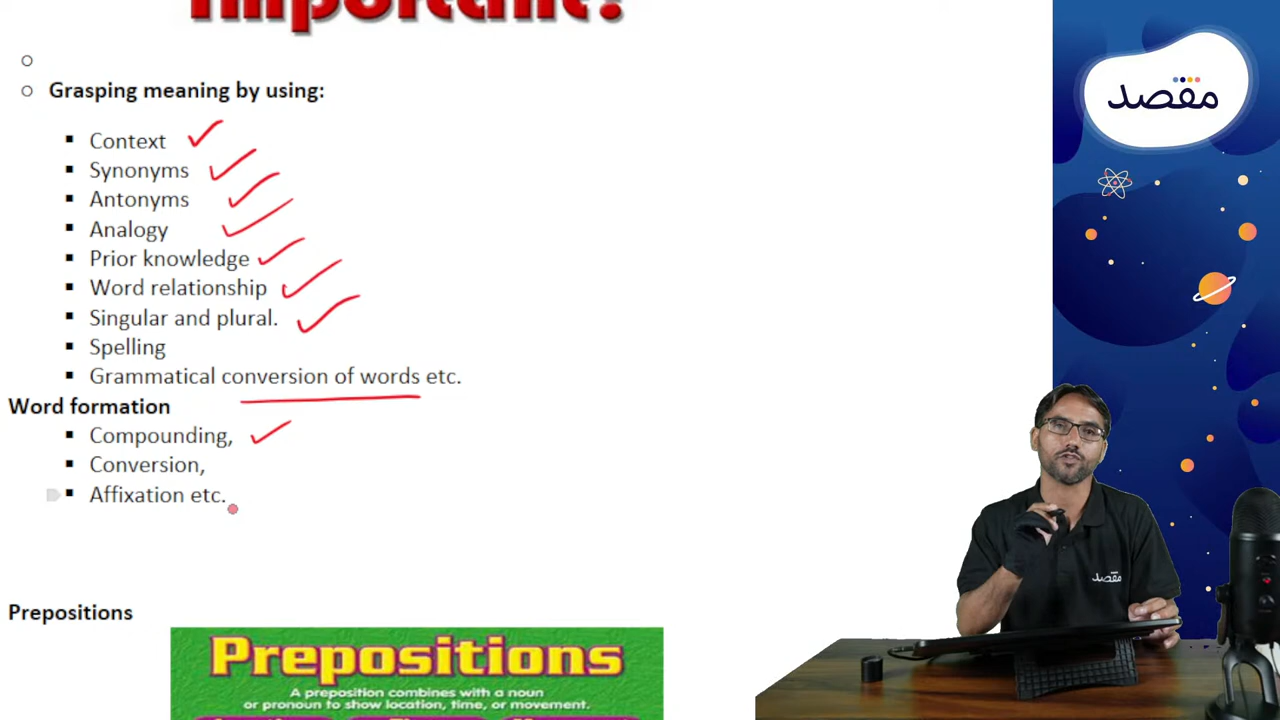 Important!
Grasping meaning by using:
Context
Synonyms
Antonyms
Analogy
Prior knowledge
Word relationship
Singular and plural.
Spelling
Grammatical conversion of words etc.
Word formation
Compounding,
Conversion,
Affixation etc.
Prepositions
Prepositions
A preposition combines with a noun
or pronoun to show location, time, or movement.
مقصد
مقصد